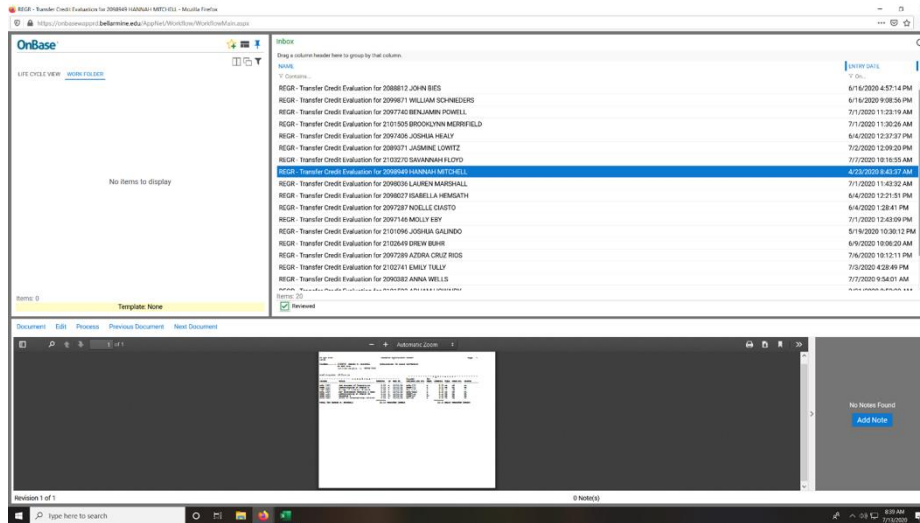 REGR - Transfer Credit Evaluation for 2098949 HANNAH MITCHELL - Mozilla Firefox
https://onbasewapprd.bellarmine.edu/AppNet/Workflow/WorkflowMain.aspx
OnBase
LIFE CYCLE VIEW WORK FOLDER
No items to display
Items: 0
Template: None
Inbox
Drag a column header here to group by that column.
NAME ENTRY DATE
Contains... On...
REGR - Transfer Credit Evaluation for 2088812 JOHN BIES 6/16/2020 4:57:14 PM
REGR - Transfer Credit Evaluation for 2099871 WILLIAM SCHNIEDERS 6/16/2020 9:08:56 PM
REGR - Transfer Credit Evaluation for 2097740 BENJAMIN POWELL 7/1/2020 11:23:19 AM
REGR - Transfer Credit Evaluation for 2101505 BROOKLYNN MERRIFIELD 7/1/2020 11:30:26 AM
REGR - Transfer Credit Evaluation for 2097406 JOSHUA HEALY 6/4/2020 12:37:37 PM
REGR - Transfer Credit Evaluation for 2089371 JASMINE LOWITZ 7/2/2020 12:09:20 PM
REGR - Transfer Credit Evaluation for 2103270 SAVANNAH FLOYD 7/7/2020 10:16:55 AM
REGR - Transfer Credit Evaluation for 2098949 HANNAH MITCHELL 4/23/2020 8:43:37 AM
REGR - Transfer Credit Evaluation for 2098036 LAUREN MARSHALL 7/1/2020 11:43:32 AM
REGR - Transfer Credit Evaluation for 2098027 ISABELLA HEMSATH 6/4/2020 12:21:51 PM
REGR - Transfer Credit Evaluation for 2097287 NOELLE CIASTO 6/4/2020 1:28:41 PM
REGR - Transfer Credit Evaluation for 2097146 MOLLY EBY 7/1/2020 12:43:09 PM
REGR - Transfer Credit Evaluation for 2101096 JOSHUA GALINDO 5/19/2020 10:30:12 PM
REGR - Transfer Credit Evaluation for 2102649 DREW BUHR 6/9/2020 10:06:20 AM
REGR - Transfer Credit Evaluation for 2097289 AZDRA CRUZ RIOS 7/6/2020 10:12:11 PM
REGR - Transfer Credit Evaluation for 2102741 EMILY TULLY 7/3/2020 4:28:49 PM
REGR - Transfer Credit Evaluation for 2090382 ANNA WELLS 7/7/2020 9:54:01 AM
Items: 20
Reviewed
Document Edit Process Previous Document Next Document
1 of 1 Automatic Zoom
No Notes Found
Add Note
Revision 1 of 1 0 Note(s)
Type here to search 8:39 AM
7/13/2020